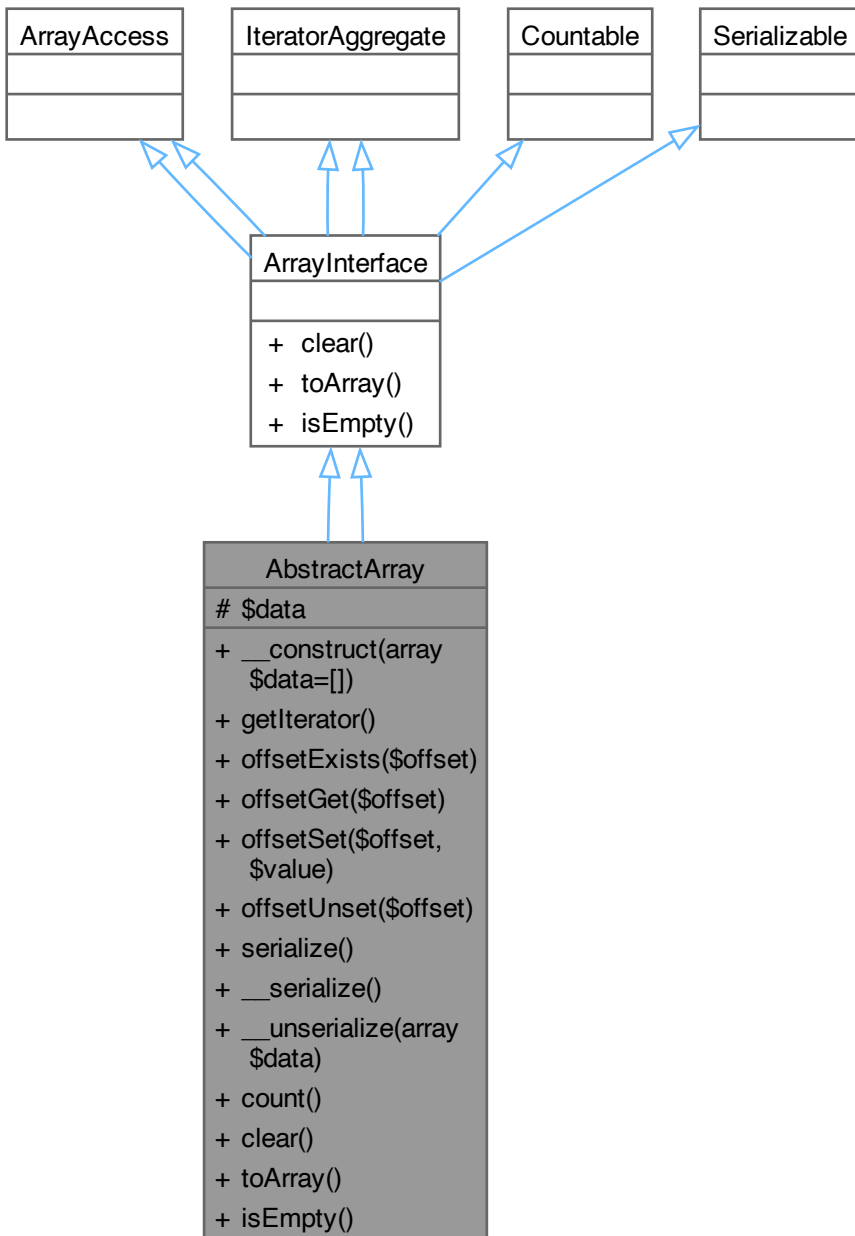 ArrayAccess
IteratorAggregate
Countable
Serializable
ArrayInterface
+ clear()
+ toArray()
+ isEmpty()
AbstractArray
# $data
+ __construct(array
$data=[])
+ getIterator()
+ offsetExists($offset)
+ offsetGet($offset)
+ offsetSet($offset,
$value)
+ offsetUnset($offset)
+ serialize()
+ __serialize()
+ __unserialize(array
$data)
+ count()
+ clear()
+ toArray()
+ isEmpty()